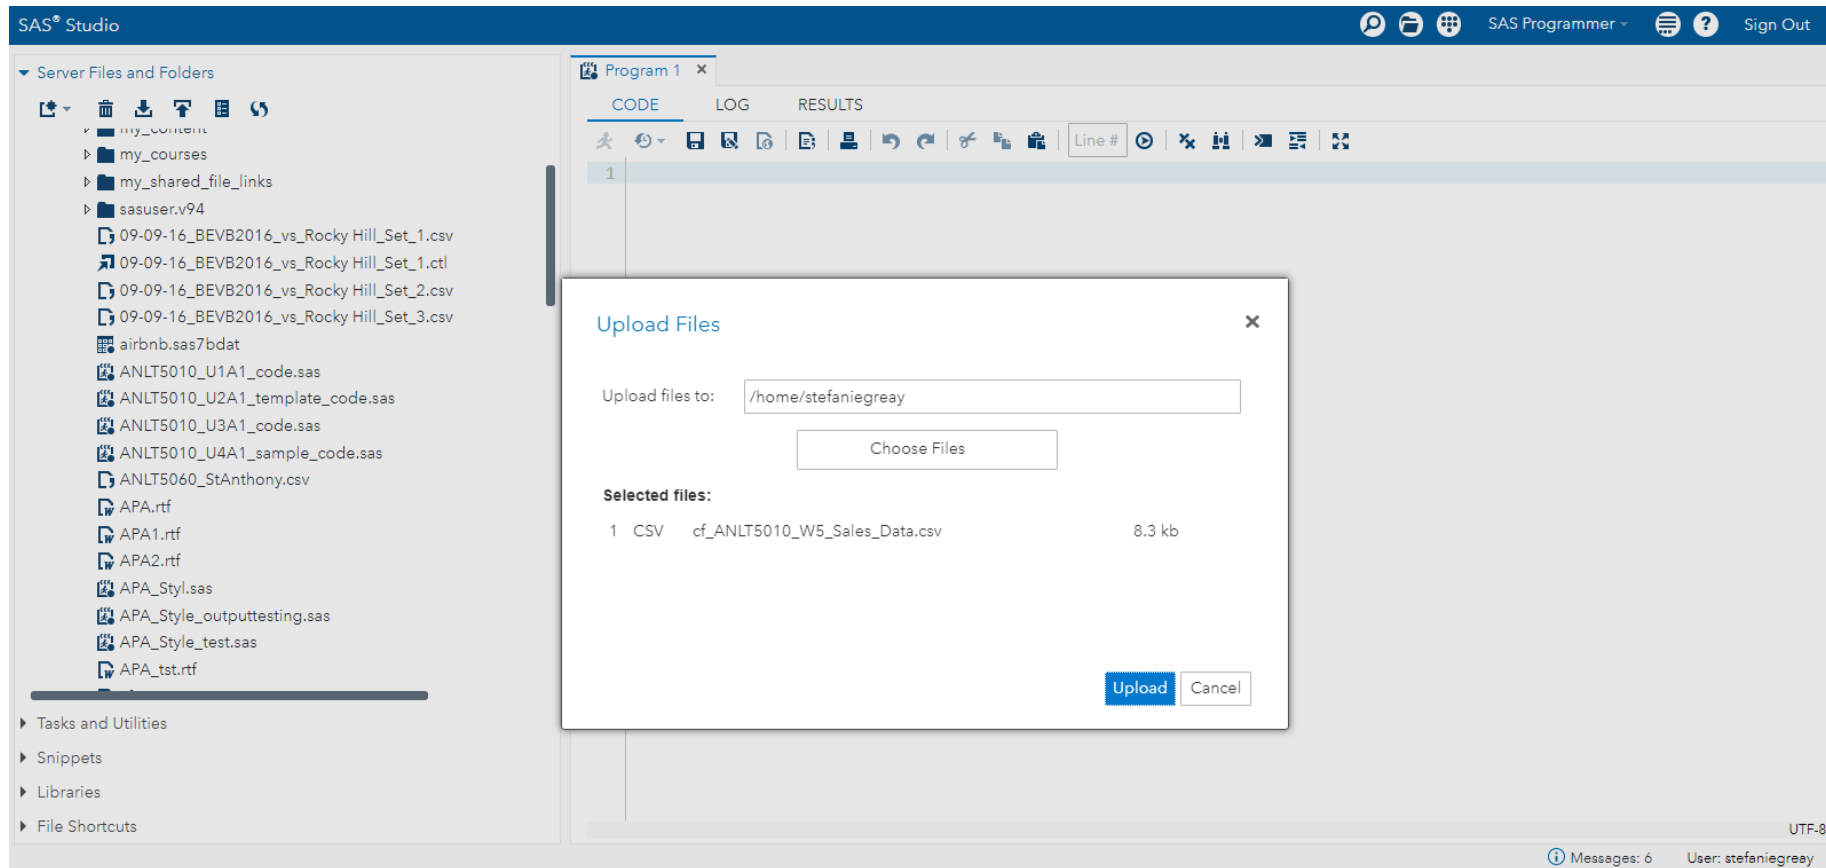 SAS® Studio
SAS Programmer
Sign Out
Server Files and Folders
my_content
my_courses
my_shared_file_links
sasuser.v94
09-09-16_BEVB2016_vs_Rocky Hill_Set_1.csv
09-09-16_BEVB2016_vs_Rocky Hill_Set_1.ctl
09-09-16_BEVB2016_vs_Rocky Hill_Set_2.csv
09-09-16_BEVB2016_vs_Rocky Hill_Set_3.csv
airbnb.sas7bdat
ANLT5010_U1A1_code.sas
ANLT5010_U2A1_template_code.sas
ANLT5010_U3A1_code.sas
ANLT5010_U4A1_sample_code.sas
ANLT5060_StAnthony.csv
APA.rtf
APA1.rtf
APA2.rtf
APA_Styl.sas
APA_Style_outputtesting.sas
APA_Style_test.sas
APA_tst.rtf
Tasks and Utilities
Snippets
Libraries
File Shortcuts
Program 1
CODE LOG RESULTS
Line #
1
Upload Files
Upload files to: /home/stefaniegreay
Choose Files
Selected files:
1 CSV cf_ANLT5010_W5_Sales_Data.csv 8.3 kb
Upload Cancel
UTF-8
Messages: 6 User: stefaniegreay